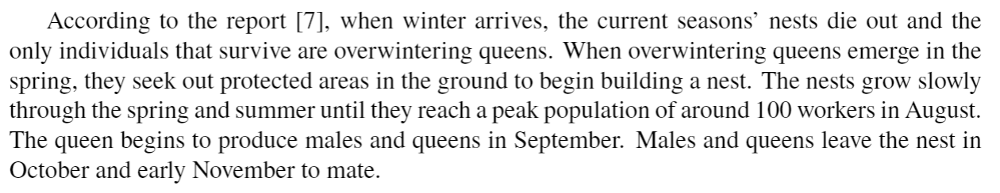 According to the report [7], when winter arrives, the current seasons’ nests die out and the
only individuals that survive are overwintering queens. When overwintering queens emerge in the
spring, they seek out protected areas in the ground to begin building a nest. The nests grow slowly
through the spring and summer until they reach a peak population of around 100 workers in August.
The queen begins to produce males and queens in September. Males and queens leave the nest in
October and early November to mate.